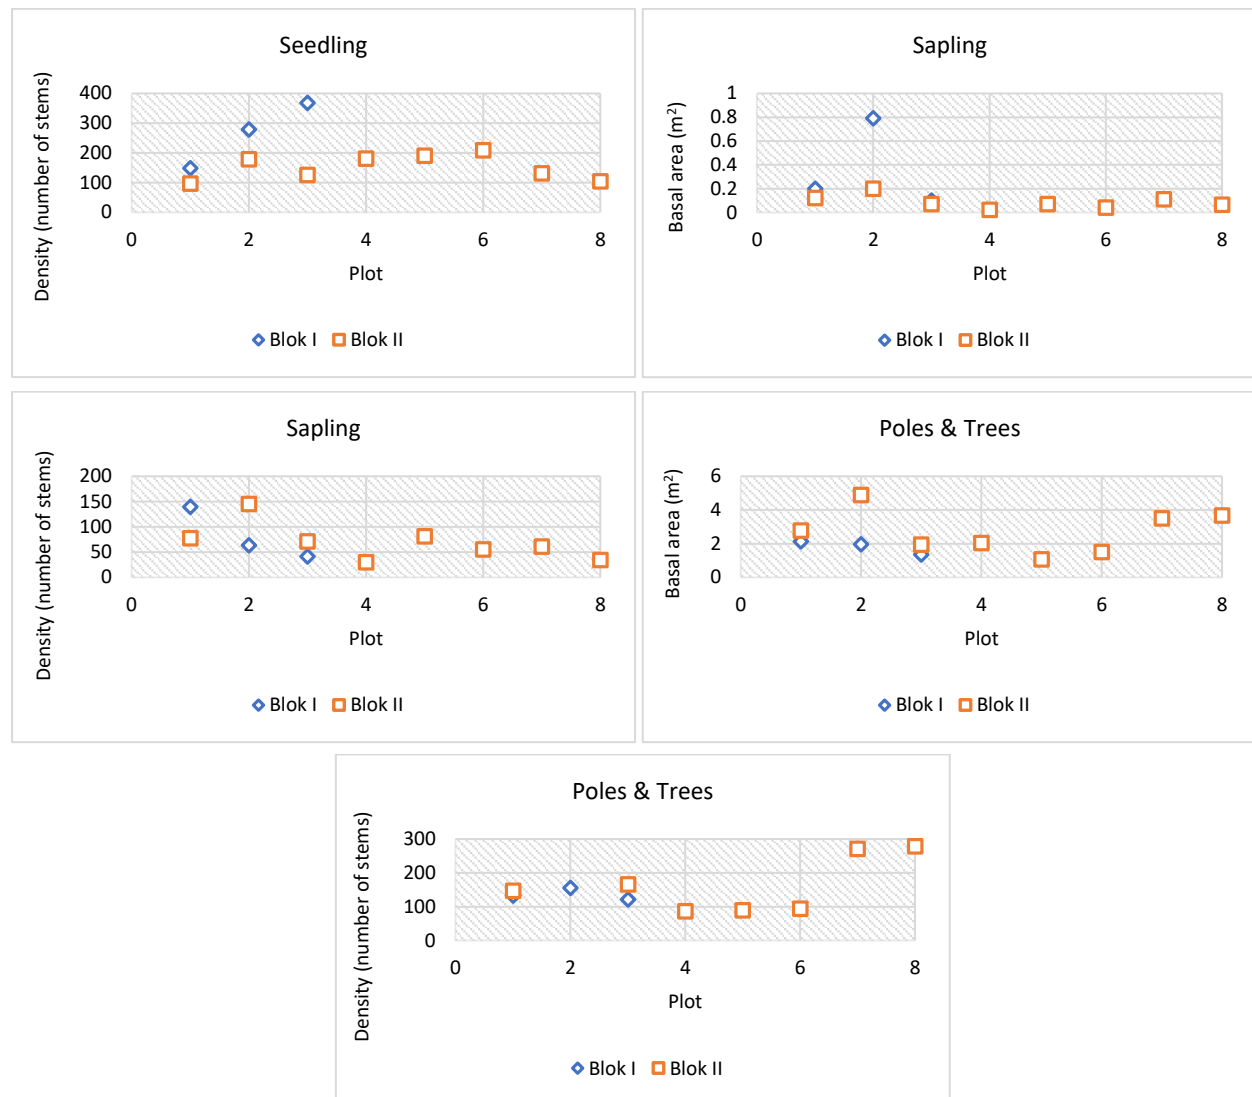 Seedling
Density (number of stems)
400
300
200
100
0
0 2 4 6 8
Plot
Blok I Blok II
Sapling
Basal area (m²)
1
0.8
0.6
0.4
0.2
0
0 2 4 6 8
Plot
Blok I Blok II
Sapling
Density (number of stems)
200
150
100
50
0
0 2 4 6 8
Plot
Blok I Blok II
Poles & Trees
Basal area (m²)
6
4
2
0
0 2 4 6 8
Plot
Blok I Blok II
Poles & Trees
Density (number of stems)
300
200
100
0
0 2 4 6 8
Plot
Blok I Blok II